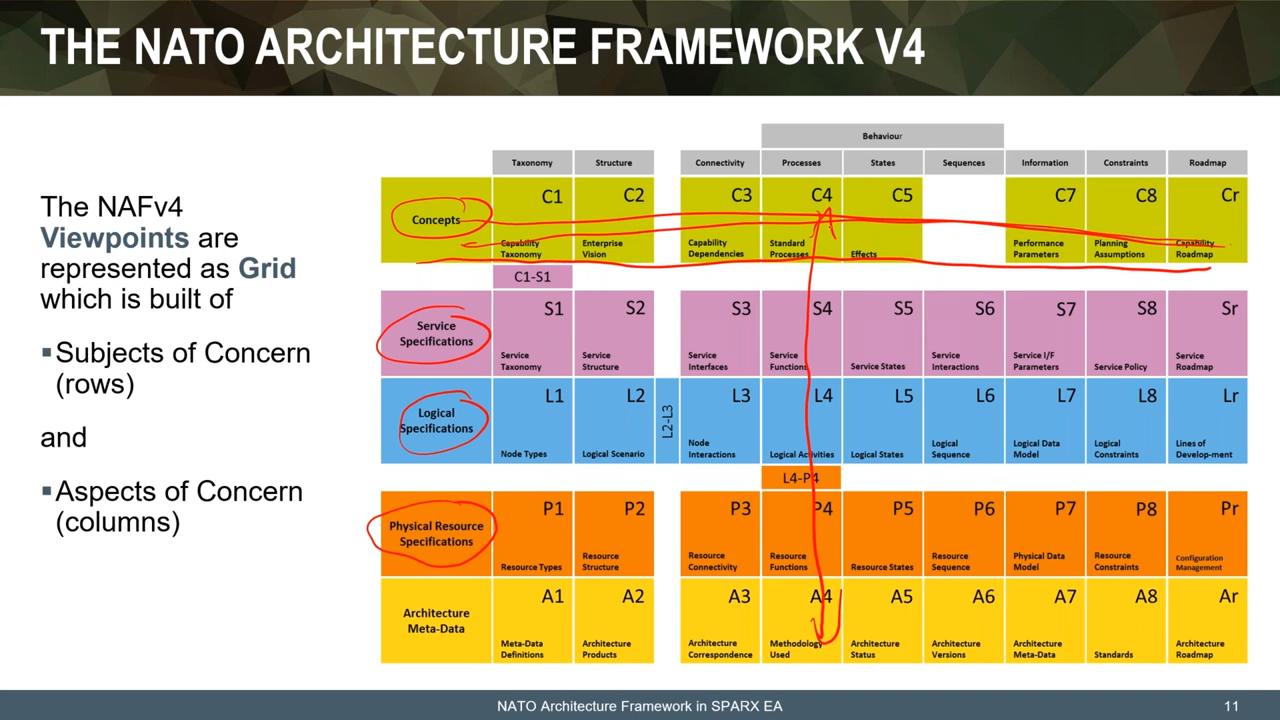 THE NATO ARCHITECTURE FRAMEWORK V4
The NAFv4
Viewpoints are
represented as Grid
which is built of
▪Subjects of Concern
(rows)
and
▪Aspects of Concern
(columns)
Behaviour
Taxonomy Structure Connectivity Processes States Sequences Information Constraints Roadmap
C1 C2 C3 C4 C5 C7 C8 Cr
Concepts
Capability Enterprise Capability Standard Performance Planning Capability
Taxonomy Vision Dependencies Processes Effects Parameters Assumptions Roadmap
C1-S1
S1 S2 S3 S4 S5 S6 S7 S8 Sr
Service
Specifications
Service Service Service Service Service Service I/F Service
Taxonomy Structure Interfaces Functions Service States Interactions Parameters Service Policy Roadmap
L1 L2 L3 L4 L5 L6 L7 L8 Lr
Logical
Specifications
L2-L3
Node Logical Logical Data Logical Lines of
Node Types Logical Scenario Interactions Logical Activities Logical States Sequence Model Constraints Develop-ment
L4-P4
P1 P2 P3 P4 P5 P6 P7 P8 Pr
Physical Resource
Specifications
Resource Resource Resource Resource Physical Data Resource Configuration
Resource Types Structure Connectivity Functions Resource States Sequence Model Constraints Management
A1 A2 A3 A4 A5 A6 A7 A8 Ar
Architecture
Meta-Data
Meta-Data Architecture Architecture Methodology Architecture Architecture Architecture Architecture
Definitions Products Correspondence Used Status Versions Meta-Data Standards Roadmap
NATO Architecture Framework in SPARX EA
11